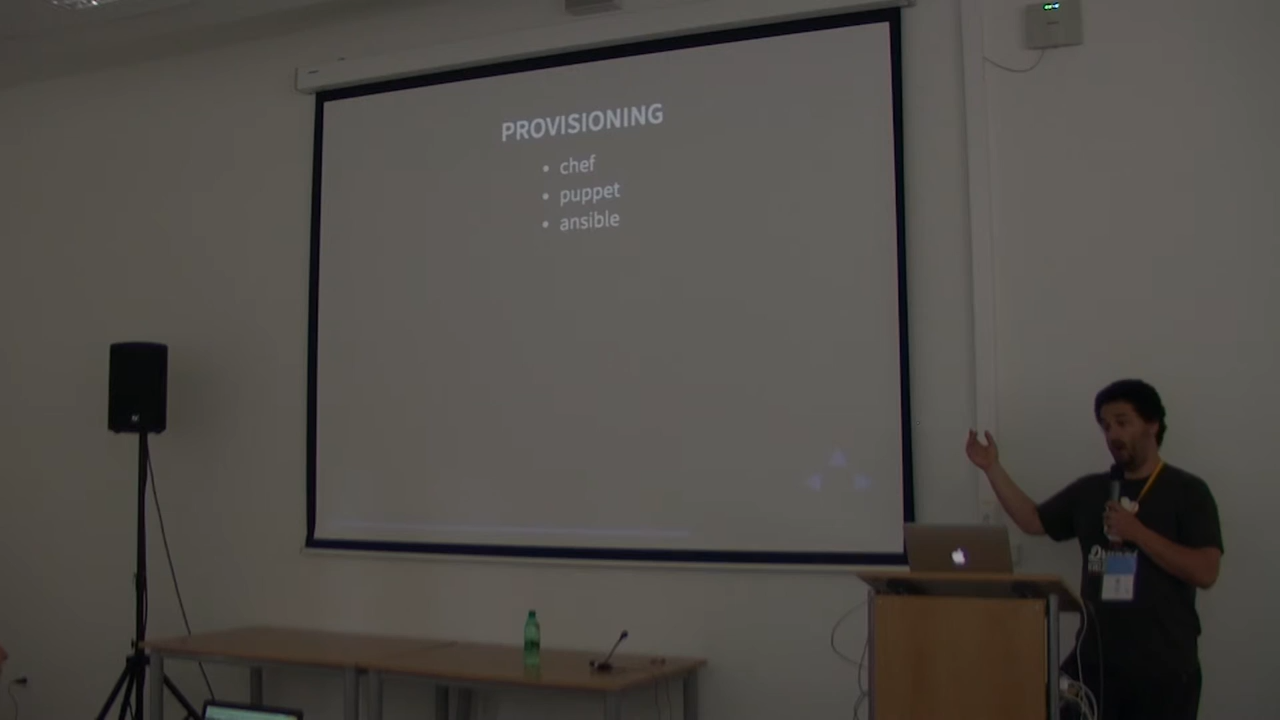 PROVISIONING
• chef
• puppet
• ansible